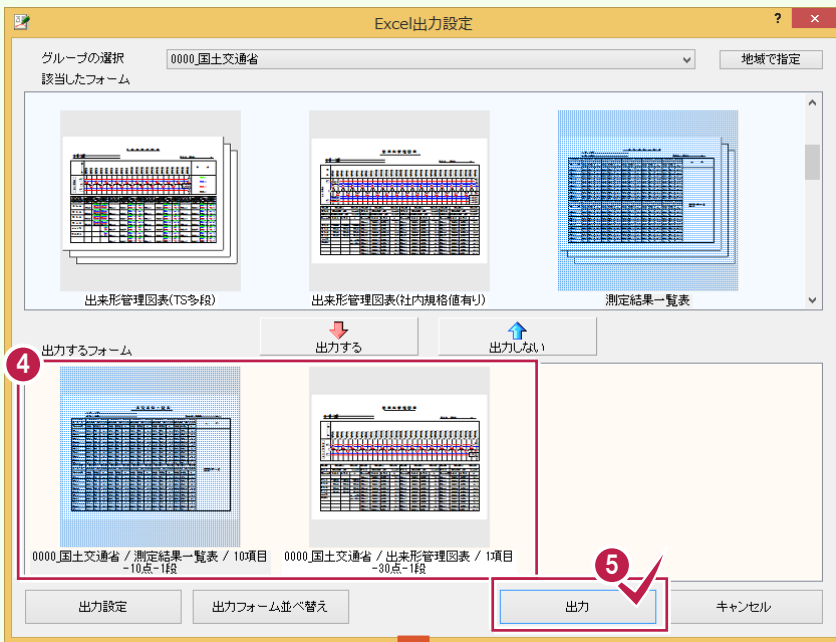 Excel出力設定
?
×
グループの選択
0000_国土交通省
地域で指定
該当したフォーム
出来形管理図表(TS多段)
出来形管理図表(社内規格値有り)
測定結果一覧表
出力する
出力しない
出力するフォーム
4
0000_国土交通省 / 測定結果一覧表 / 10項目
-10点-1段
0000_国土交通省 / 出来形管理図表 / 1項目
-30点-1段
5
出力設定
出力フォーム並べ替え
出力
キャンセル